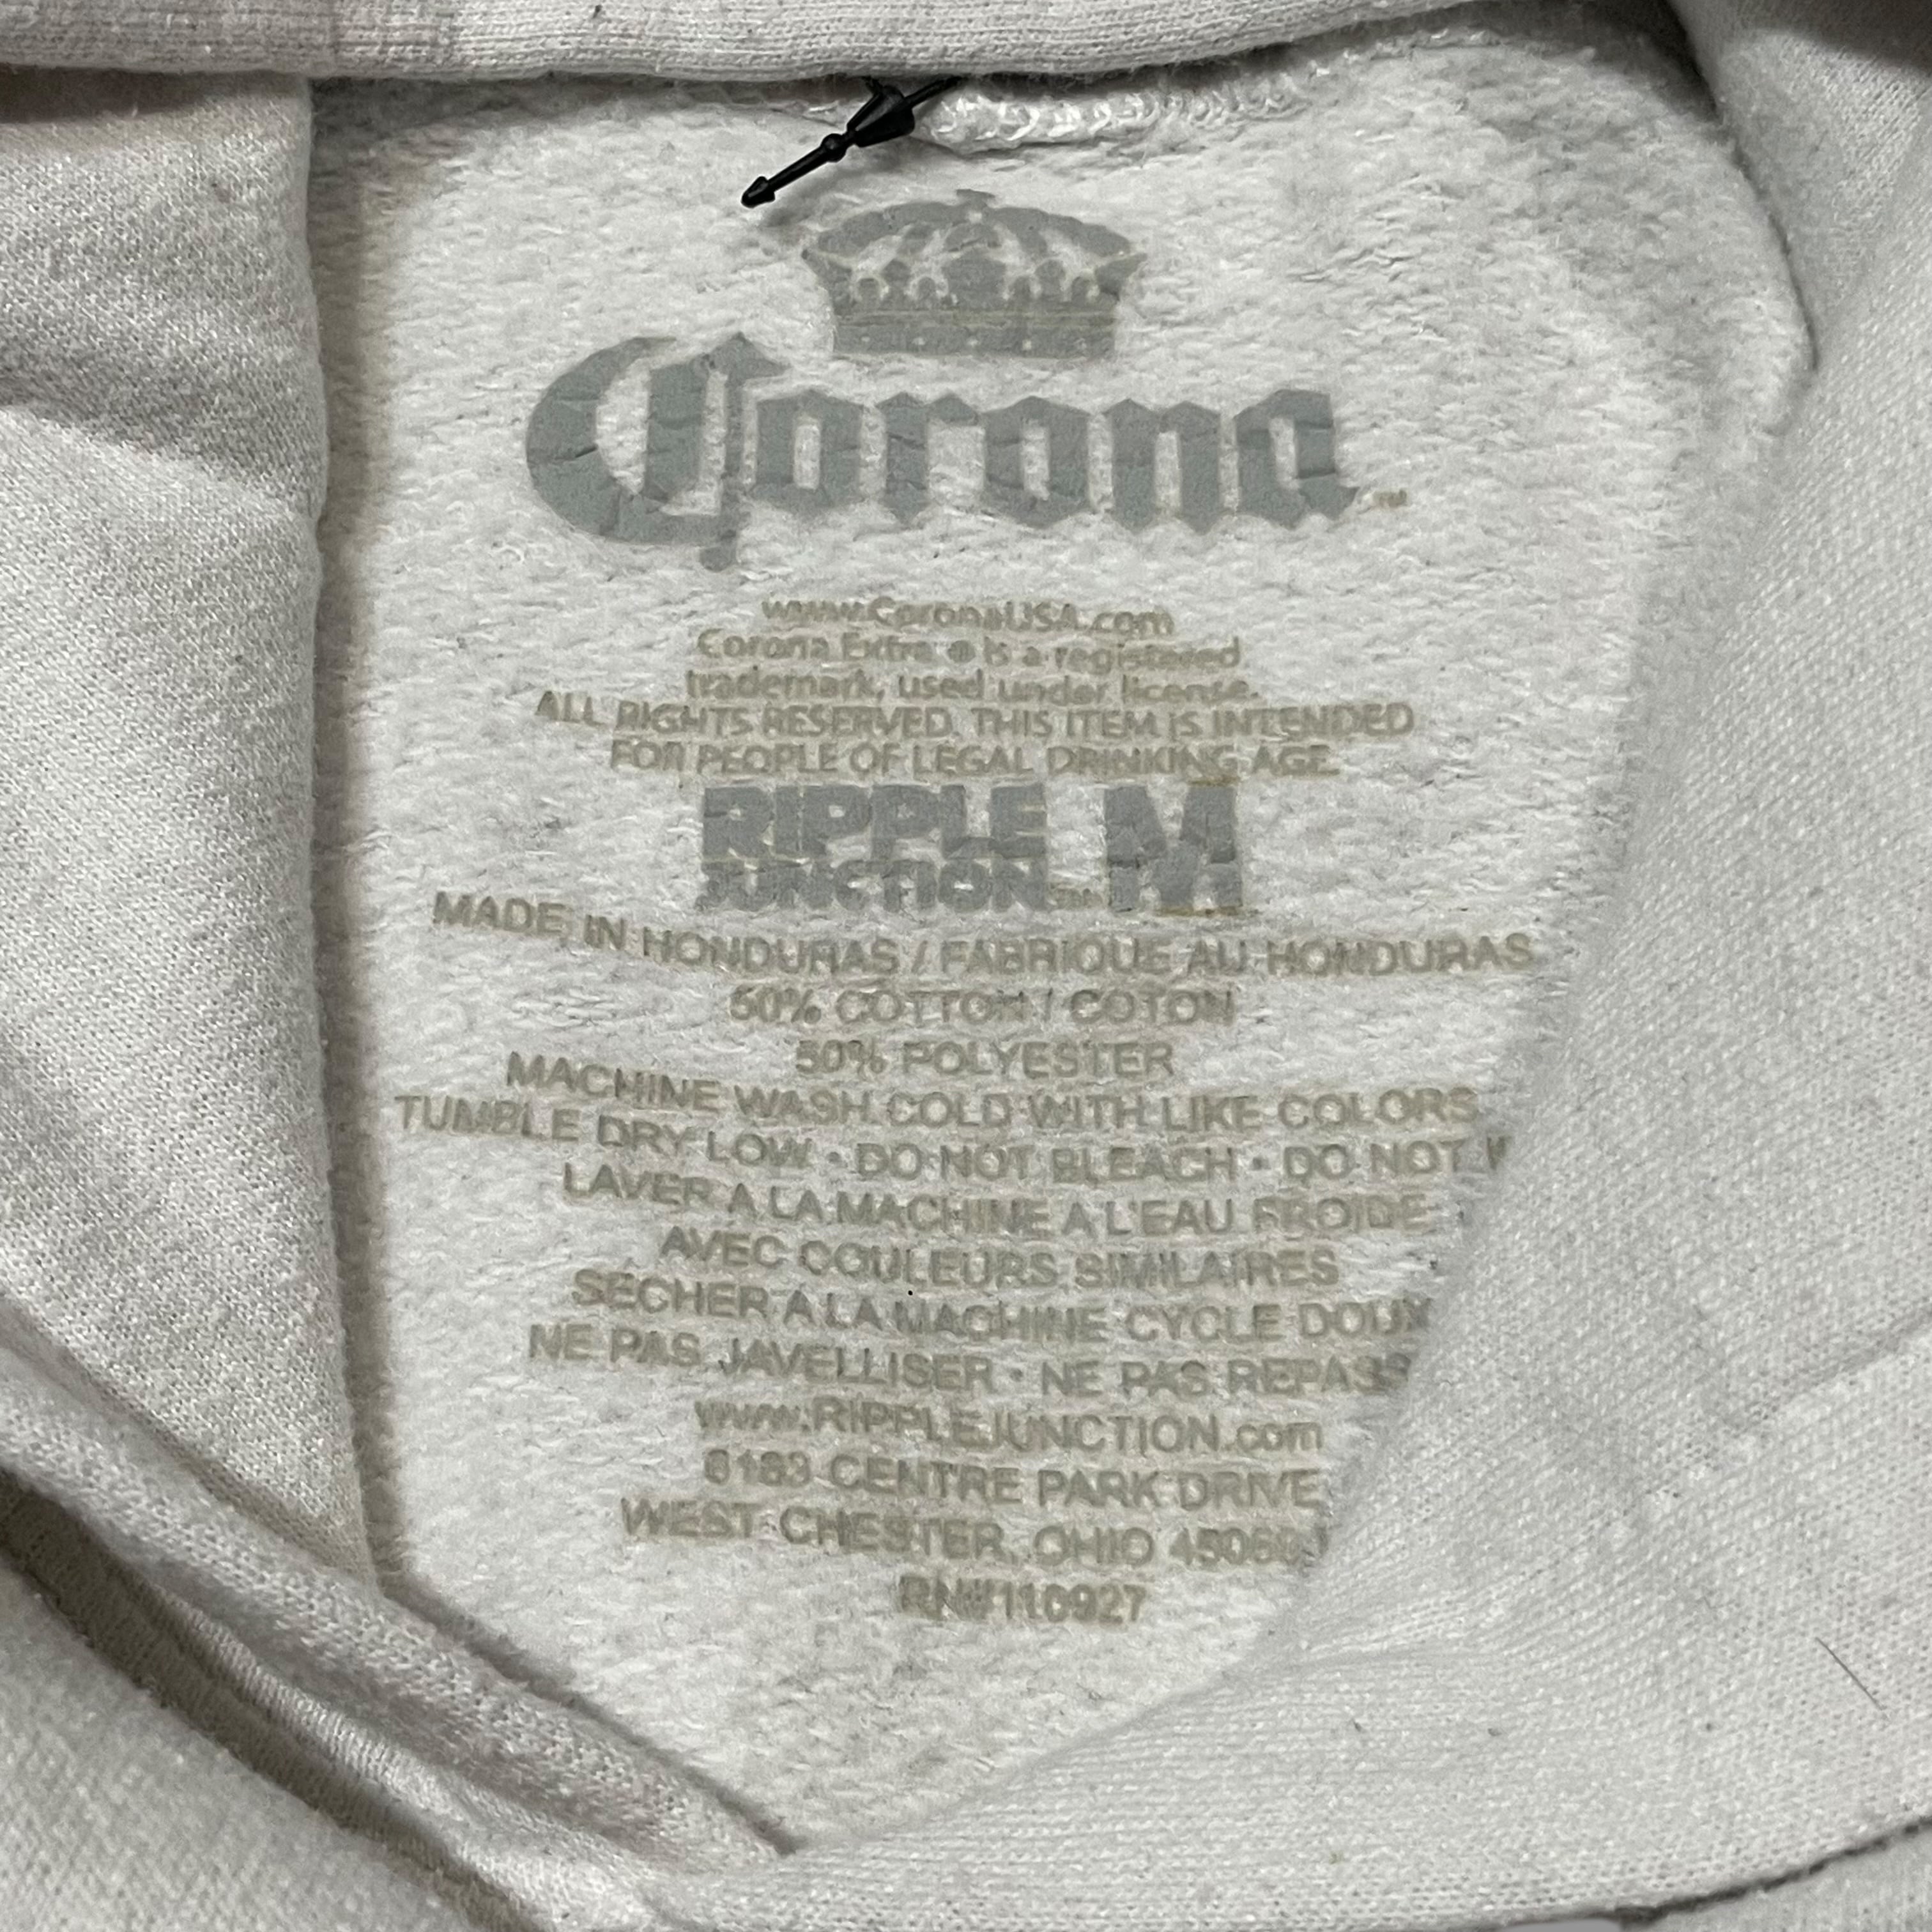 Corona
www.CoronaUSA.com
Corona Extra ® is a registered
trademark, used under license.
ALL RIGHTS RESERVED. THIS ITEM IS INTENDED
FOR PEOPLE OF LEGAL DRINKING AGE.
RIPPLE M
JUNCTION
MADE IN HONDURAS / FABRIQUE AU HONDURAS
50% COTTON / COTON
50% POLYESTER
MACHINE WASH COLD WITH LIKE COLORS
TUMBLE DRY LOW • DO NOT BLEACH • DO NOT
LAVER A LA MACHINE A L'EAU FROIDE
AVEC COULEURS SIMILAIRES
SECHER A LA MACHINE CYCLE DOUX
NE PAS JAVELLISER • NE PAS REPASS
www.RIPPLEJUNCTION.com
6183 CENTRE PARK DRIVE
WEST CHESTER, OHIO
RN#110927